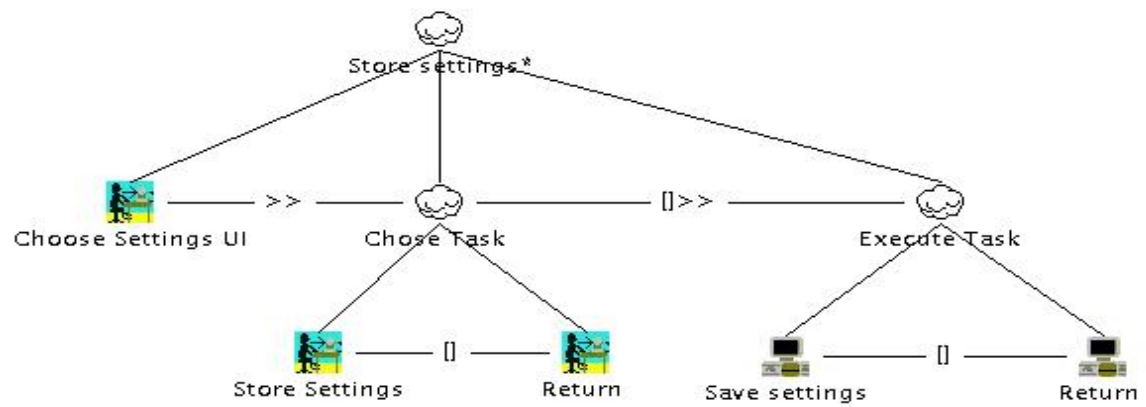 Store settings*
>>
[]>>
Choose Settings UI
Chose Task
Execute Task
[]
[]
Store Settings
Return
Save settings
Return